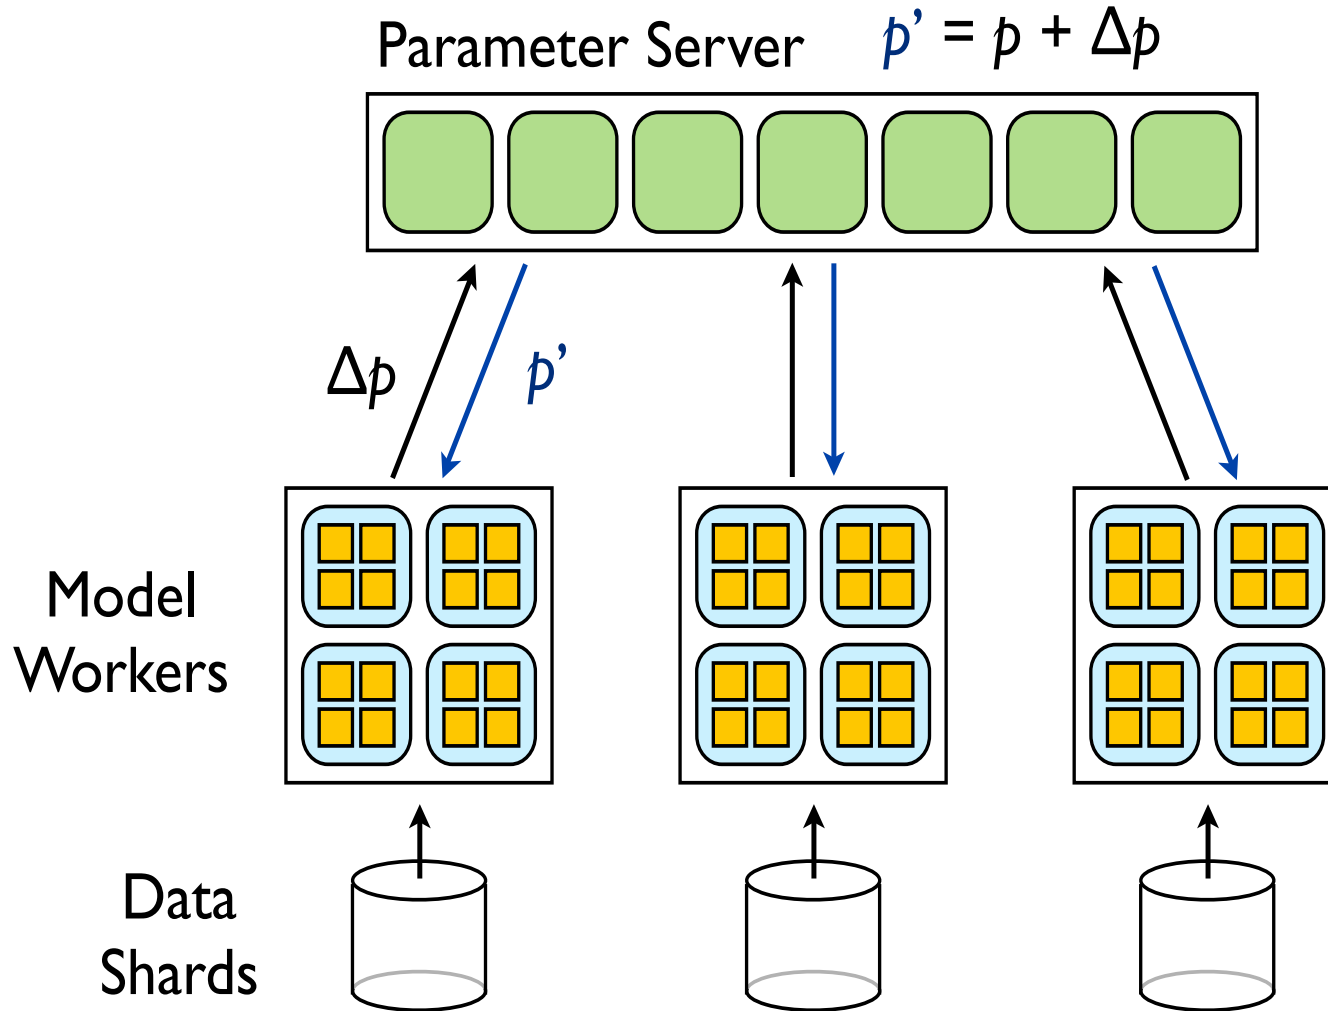 Parameter Server
p’ = p + Δp
Δp
p’
Model
Workers
Data
Shards